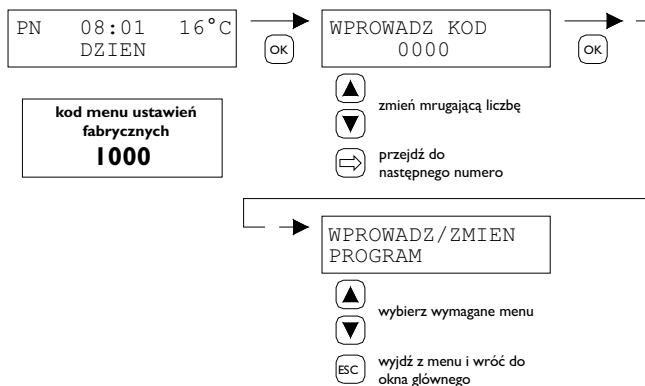 PN 08:01 16°C
DZIEN
OK
WPROWADZ KOD
0000
OK
kod menu ustawień
fabrycznych
1000
zmień mrugającą liczbę
przejdź do
następnego numero
WPROWADZ/ZMIEN
PROGRAM
wybierz wymagane menu
ESC
wyjdź z menu i wróć do
okna glównego